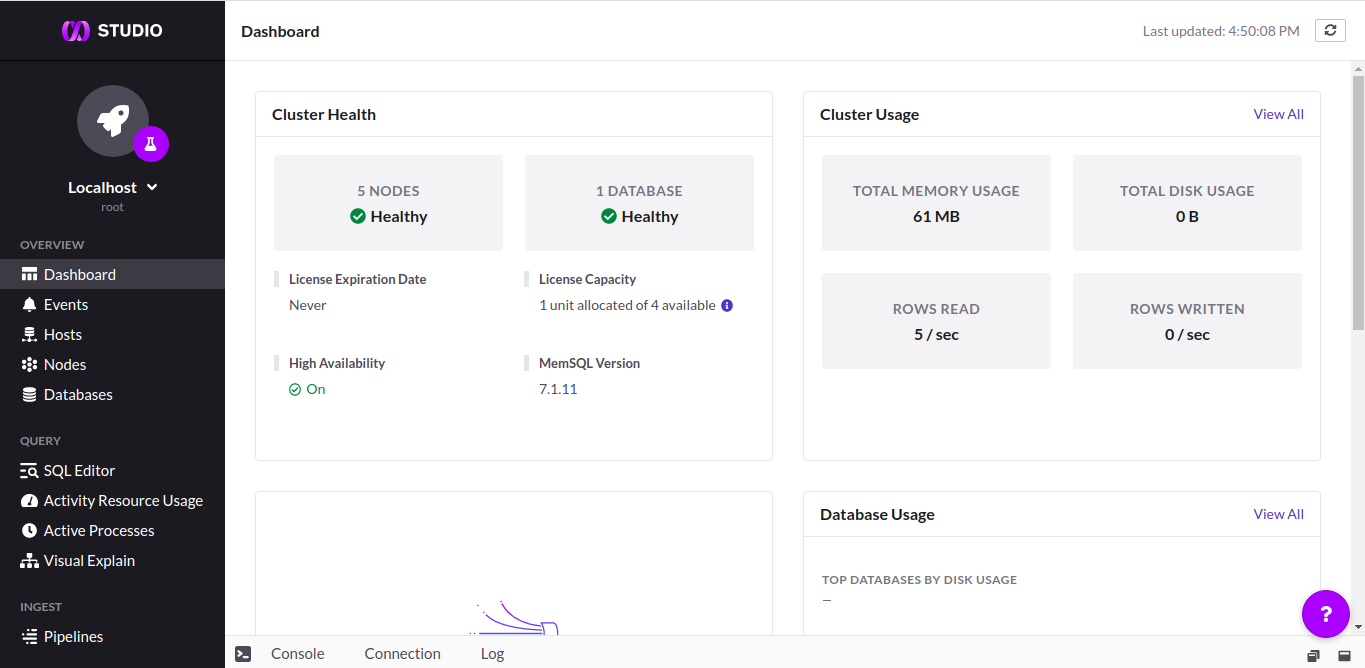 STUDIO
Localhost
root
OVERVIEW
Dashboard
Events
Hosts
Nodes
Databases
QUERY
SQL Editor
Activity Resource Usage
Active Processes
Visual Explain
INGEST
Pipelines
Dashboard
Last updated: 4:50:08 PM
Cluster Health
5 NODES
Healthy
1 DATABASE
Healthy
License Expiration Date
Never
License Capacity
1 unit allocated of 4 available
High Availability
On
MemSQL Version
7.1.11
Cluster Usage
View All
TOTAL MEMORY USAGE
61 MB
TOTAL DISK USAGE
0 B
ROWS READ
5 / sec
ROWS WRITTEN
0 / sec
Database Usage
View All
TOP DATABASES BY DISK USAGE
—
?
Console
Connection
Log